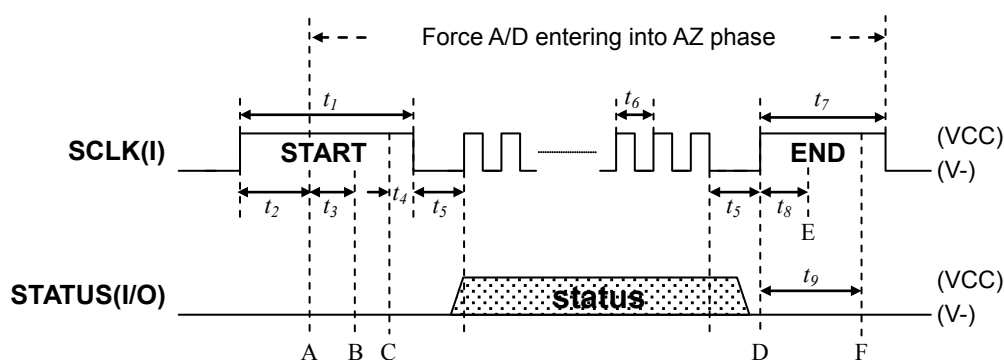 Force A/D entering into AZ phase
t1
t6
t7
SCLK(I)
START
END
(VCC)
(V-)
t2
t3
t4
t5
t5
t8
E
STATUS(I/O)
status
t9
(VCC)
(V-)
A
B
C
D
F